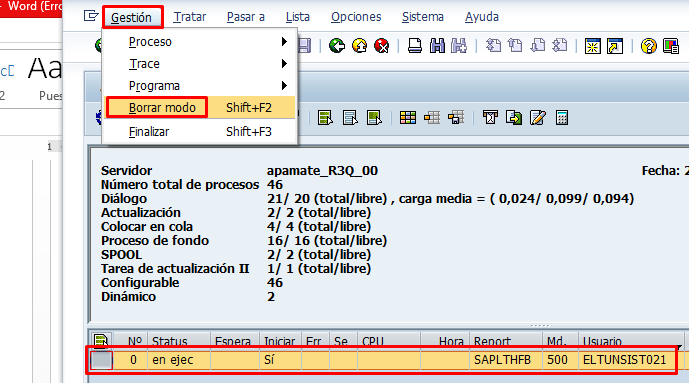 - Word (Erro
Gestión Tratar Pasar a Lista Opciones Sistema Ayuda
Proceso
Trace
Programa
Borrar modo Shift+F2
Finalizar Shift+F3
Aa
2 Pues
1
Servidor apamate_R3Q_00 Fecha: 2
Número total de procesos 46
Diálogo 21/ 20 (total/libre) , carga media = ( 0,024/ 0,099/ 0,094)
Actualización 2/ 2 (total/libre)
Colocar en cola 4/ 4 (total/libre)
Proceso de fondo 16/ 16 (total/libre)
SPOOL 2/ 2 (total/libre)
Tarea de actualización II 1/ 1 (total/libre)
Configurable 46
Dinámico 2
Nº Status Espera Iniciar Err Se CPU Hora Report Md. Usuario
0 en ejec Sí SAPLTHFB 500 ELTUNSIST021